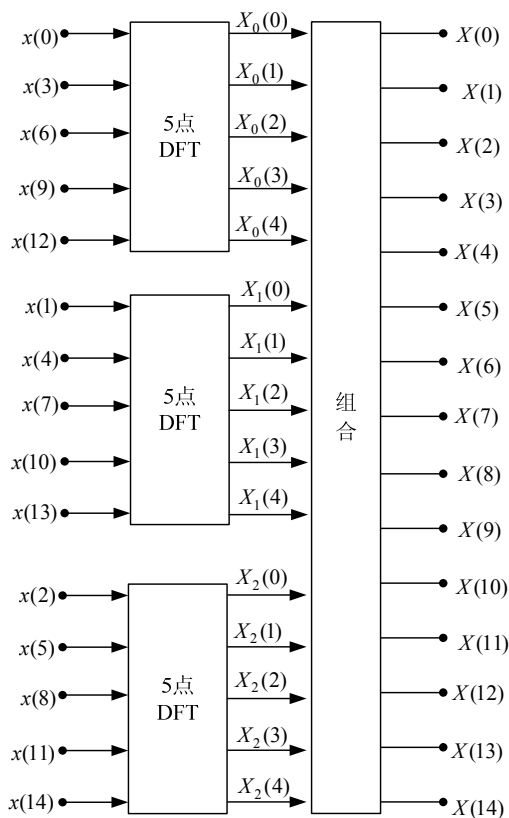 x(0)
x(3)
x(6)
x(9)
x(12)
5点
DFT
X₀(0)
X₀(1)
X₀(2)
X₀(3)
X₀(4)
x(1)
x(4)
x(7)
x(10)
x(13)
5点
DFT
X₁(0)
X₁(1)
X₁(2)
X₁(3)
X₁(4)
x(2)
x(5)
x(8)
x(11)
x(14)
5点
DFT
X₂(0)
X₂(1)
X₂(2)
X₂(3)
X₂(4)
组
合
X(0)
X(1)
X(2)
X(3)
X(4)
X(5)
X(6)
X(7)
X(8)
X(9)
X(10)
X(11)
X(12)
X(13)
X(14)